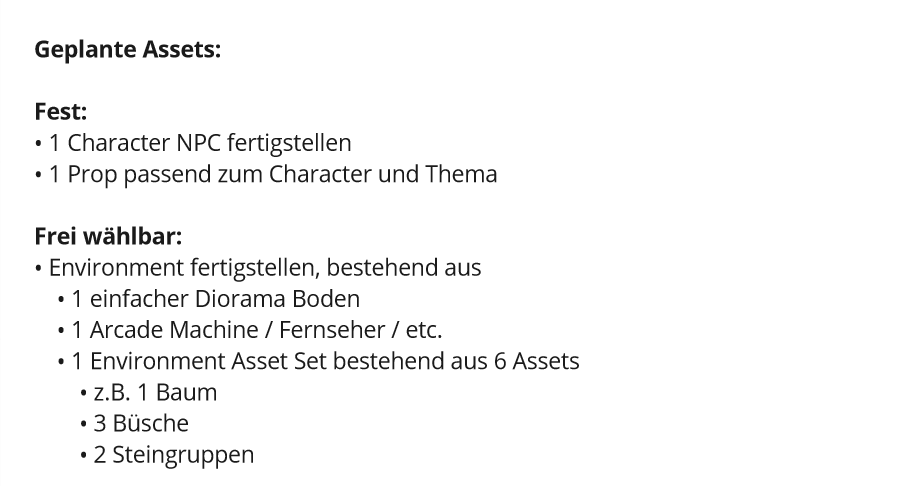 Geplante Assets:
Fest:
• 1 Character NPC fertigstellen
• 1 Prop passend zum Character und Thema
Frei wählbar:
• Environment fertigstellen, bestehend aus
• 1 einfacher Diorama Boden
• 1 Arcade Machine / Fernseher / etc.
• 1 Environment Asset Set bestehend aus 6 Assets
• z.B. 1 Baum
• 3 Büsche
• 2 Steingruppen